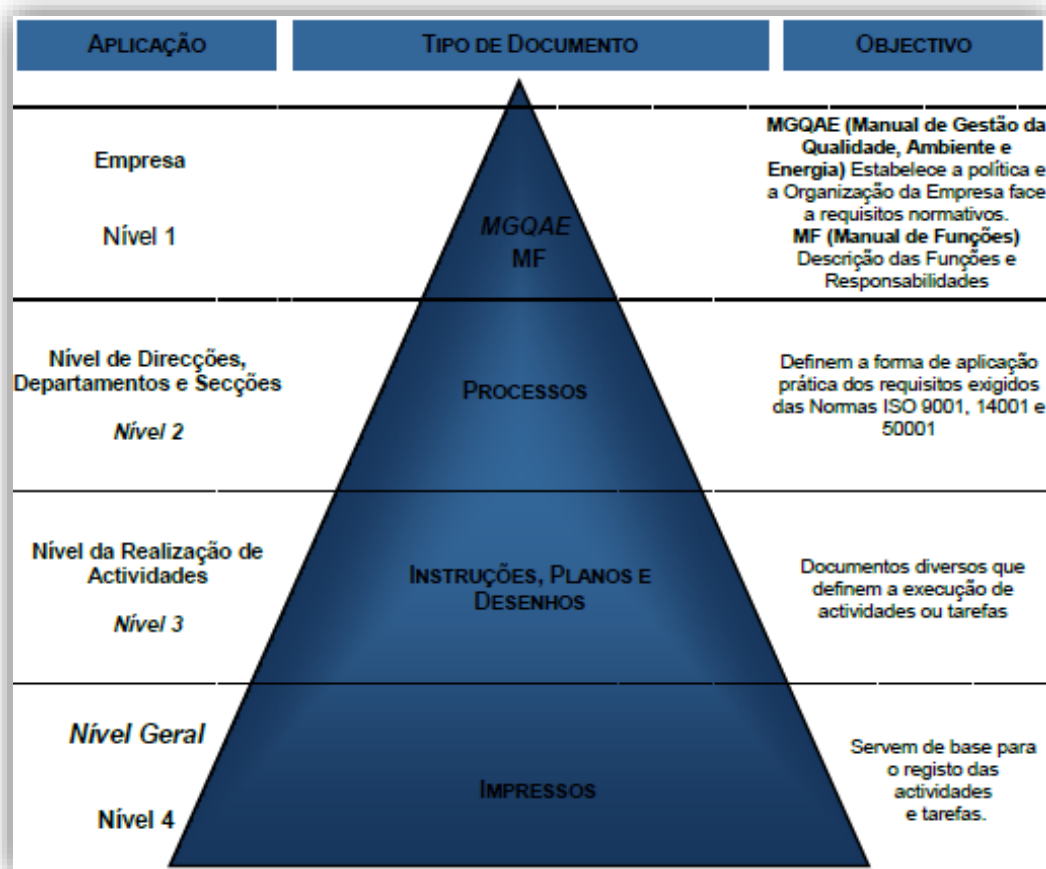 APLICAÇÃO
TIPO DE DOCUMENTO
OBJECTIVO
Empresa
Nível 1
MGQAE
MF
MGQAE (Manual de Gestão da
Qualidade, Ambiente e
Energia) Estabelece a política e
a Organização da Empresa face
a requisitos normativos.
MF (Manual de Funções)
Descrição das Funções e
Responsabilidades
Nível de Direcções,
Departamentos e Secções
Nível 2
PROCESSOS
Definem a forma de aplicação
prática dos requisitos exigidos
das Normas ISO 9001, 14001 e
50001
Nível da Realização de
Actividades
Nível 3
INSTRUÇÕES, PLANOS E
DESENHOS
Documentos diversos que
definem a execução de
actividades ou tarefas
Nível Geral
Nível 4
IMPRESSOS
Servem de base para
o registo das
actividades
e tarefas.